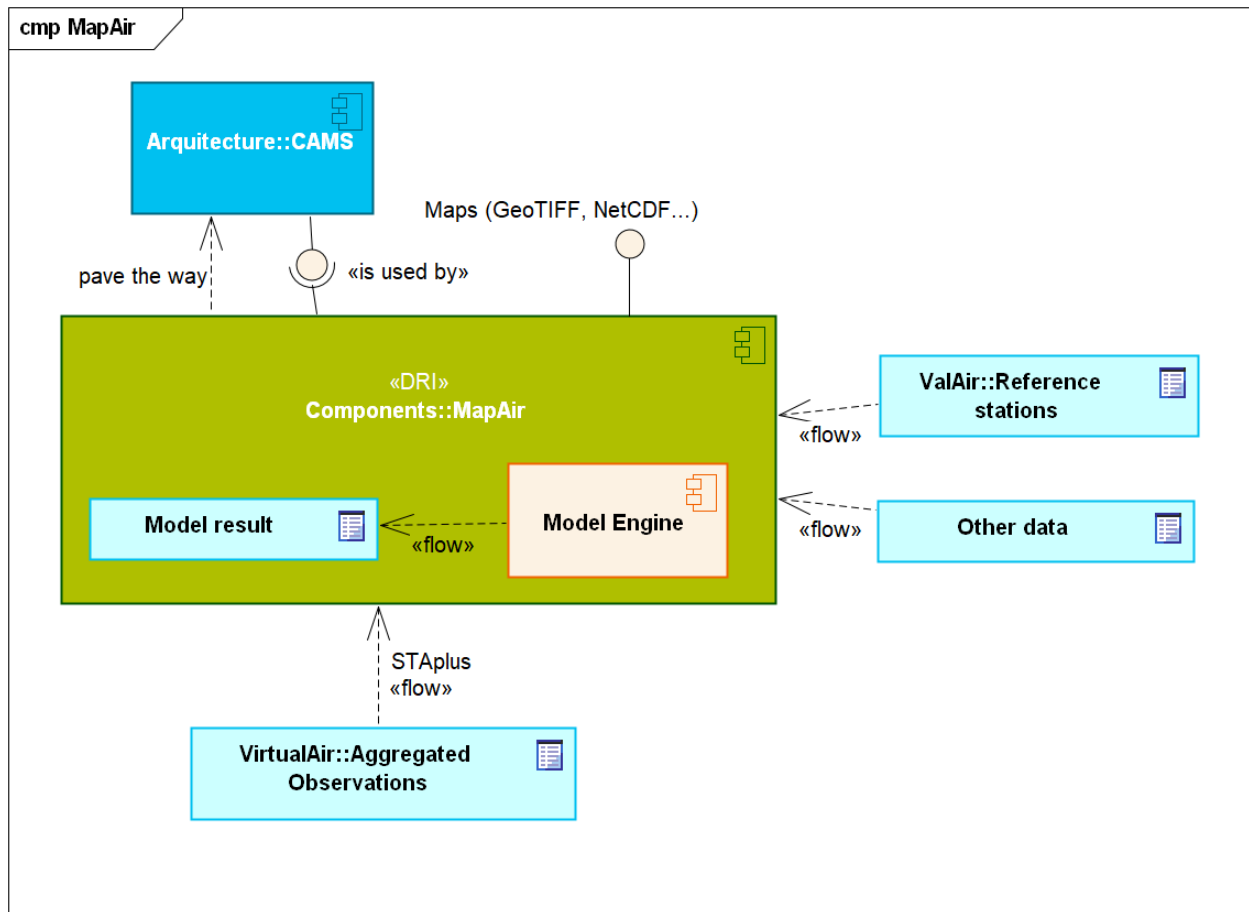 cmp MapAir
Arquitecture::CAMS
Maps (GeoTIFF, NetCDF...)
pave the way
«is used by»
«DRI»
Components::MapAir
ValAir::Reference
stations
«flow»
Model result
Model Engine
«flow»
Other data
«flow»
STAplus
«flow»
VirtualAir::Aggregated
Observations